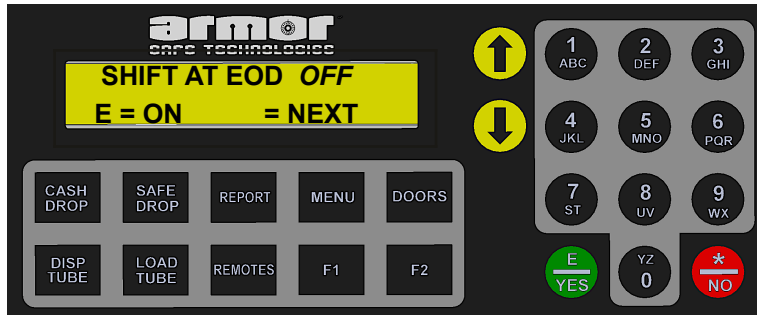 armor
SAFE TECHNOLOGIES
SHIFT AT EOD OFF
E = ON = NEXT
CASH DROP
SAFE DROP
REPORT
MENU
DOORS
DISP TUBE
LOAD TUBE
REMOTES
F1
F2
1
ABC
2
DEF
3
GHI
4
JKL
5
MNO
6
PQR
7
ST
8
UV
9
WX
E
YES
YZ
0
*
NO